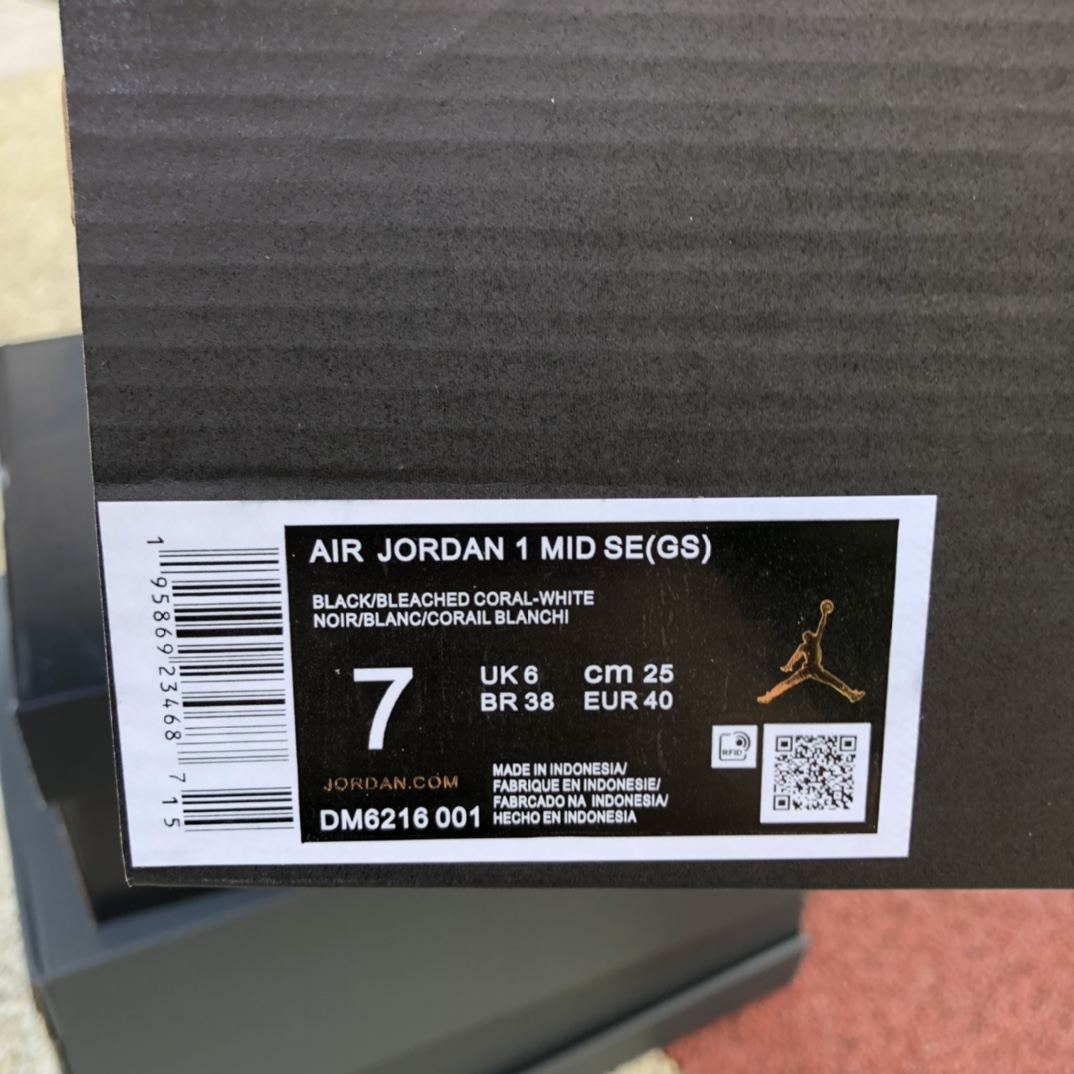 AIR JORDAN 1 MID SE(GS)
BLACK/BLEACHED CORAL-WHITE
NOIR/BLANC/CORAIL BLANCHI
7
UK 6 cm 25
BR 38 EUR 40
RFID
JORDAN.COM
DM6216 001
MADE IN INDONESIA/
FABRIQUE EN INDONESIE/
FABRCADO NA INDONESIA/
HECHO EN INDONESIA
1 95869 23468 7 15